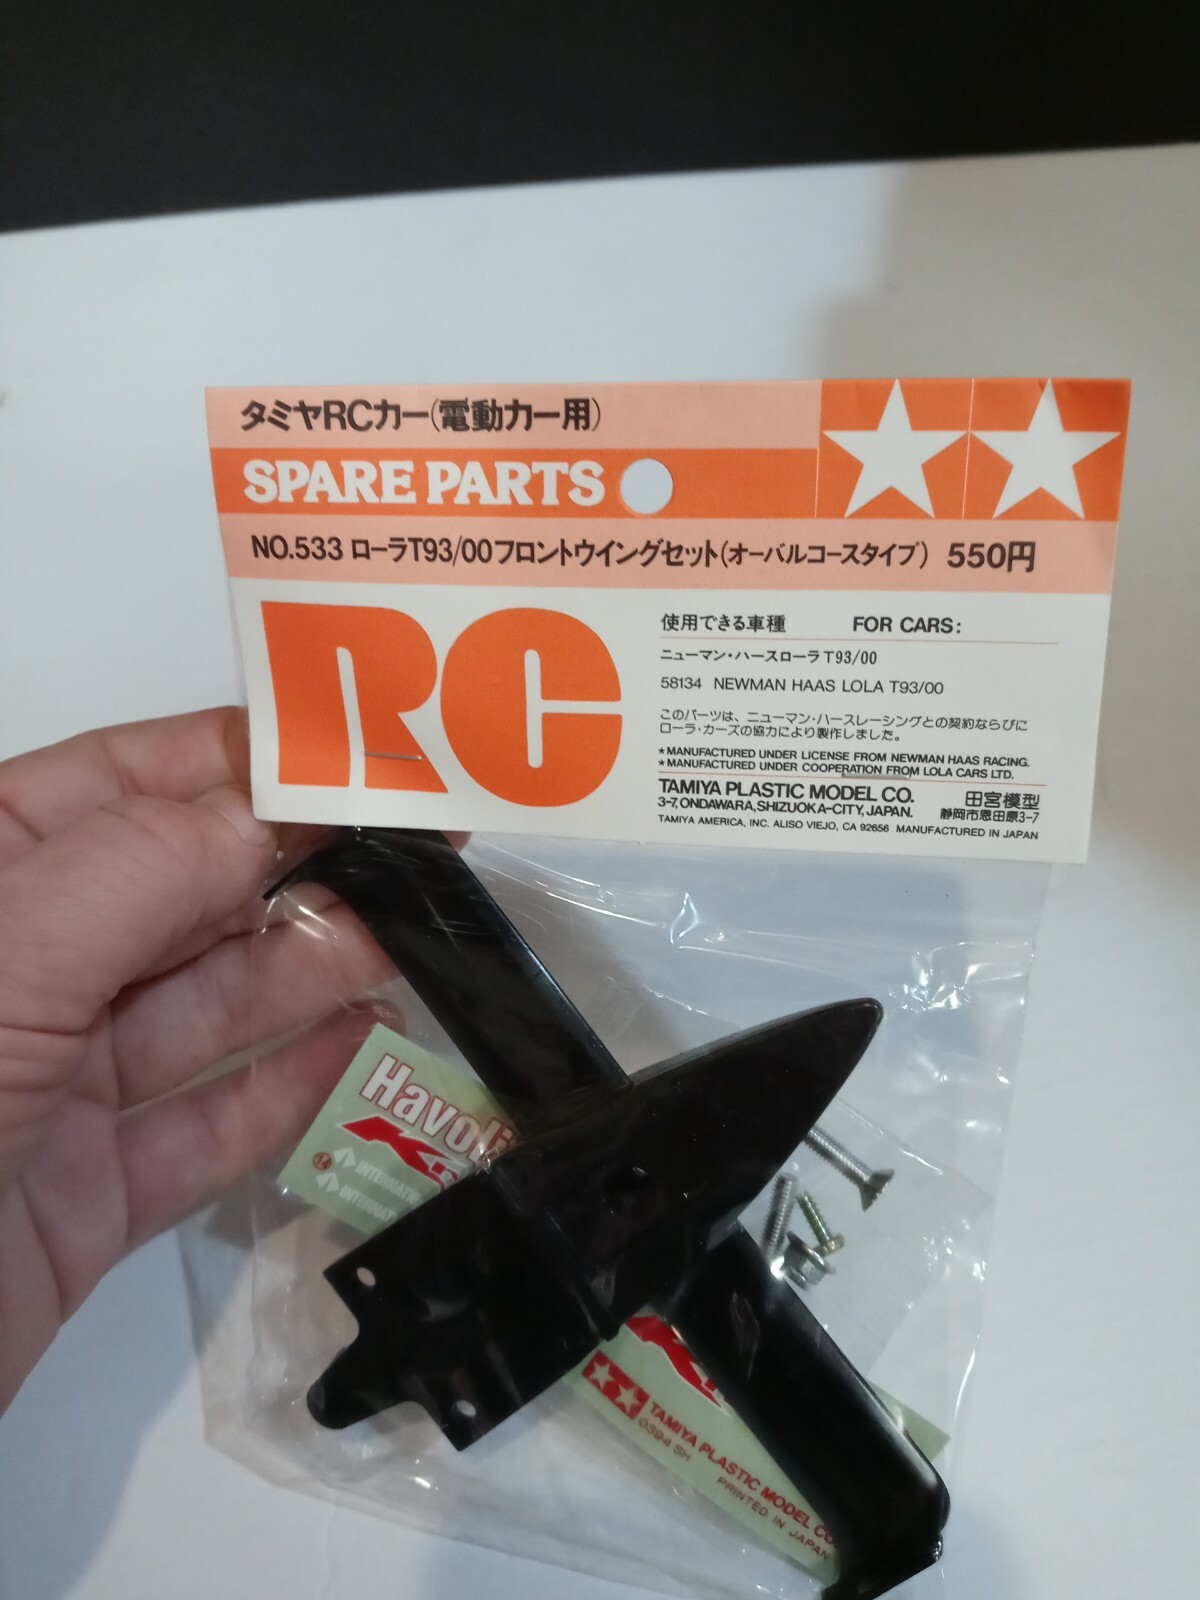 タミヤRCカー(電動カー用)
SPARE PARTS
NO.533 ローラT93/00フロントウイングセット(オーバルコースタイプ) 550円
RC
使用できる車種 FOR CARS:
ニューマン・ハースローラ T93/00
58134 NEWMAN HAAS LOLA T93/00
このパーツは、ニューマン・ハースレーシングとの契約ならびに
ローラ・カーズの協力により製作しました。
★MANUFACTURED UNDER LICENSE FROM NEWMAN HAAS RACING.
★MANUFACTURED UNDER COOPERATION FROM LOLA CARS LTD.
TAMIYA PLASTIC MODEL CO. 田宮模型
3-7, ONDAWARA, SHIZUOKA-CITY, JAPAN. 静岡市恩田原3-7
TAMIYA AMERICA, INC. ALISO VIEJO, CA 92656 MANUFACTURED IN JAPAN
Havoli
K
14
INTERNATI
INTERNAT
K
TAMIYA PLASTIC MODEL CO.
0394 SH PRINTED IN JAPAN